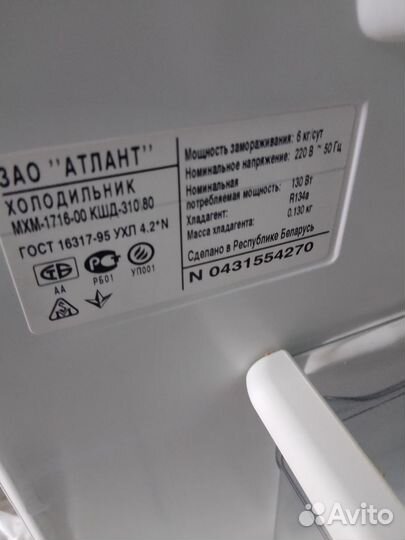 ЗАО "АТЛАНТ"
ХОЛОДИЛЬНИК
МХМ-1716-00 КШД-310.80
ГОСТ 16317-95 УХЛ 4.2*N
АА
РБ01
УП001
Мощность замораживания: 6 кг/сут
Номинальное напряжение: 220 В ~ 50 Гц
Номинальная
потребляемая мощность: 130 Вт
Хладагент: R134a
Масса хладагента: 0.130 кг
Сделано в Республике Беларусь
N 0431554270
Avito